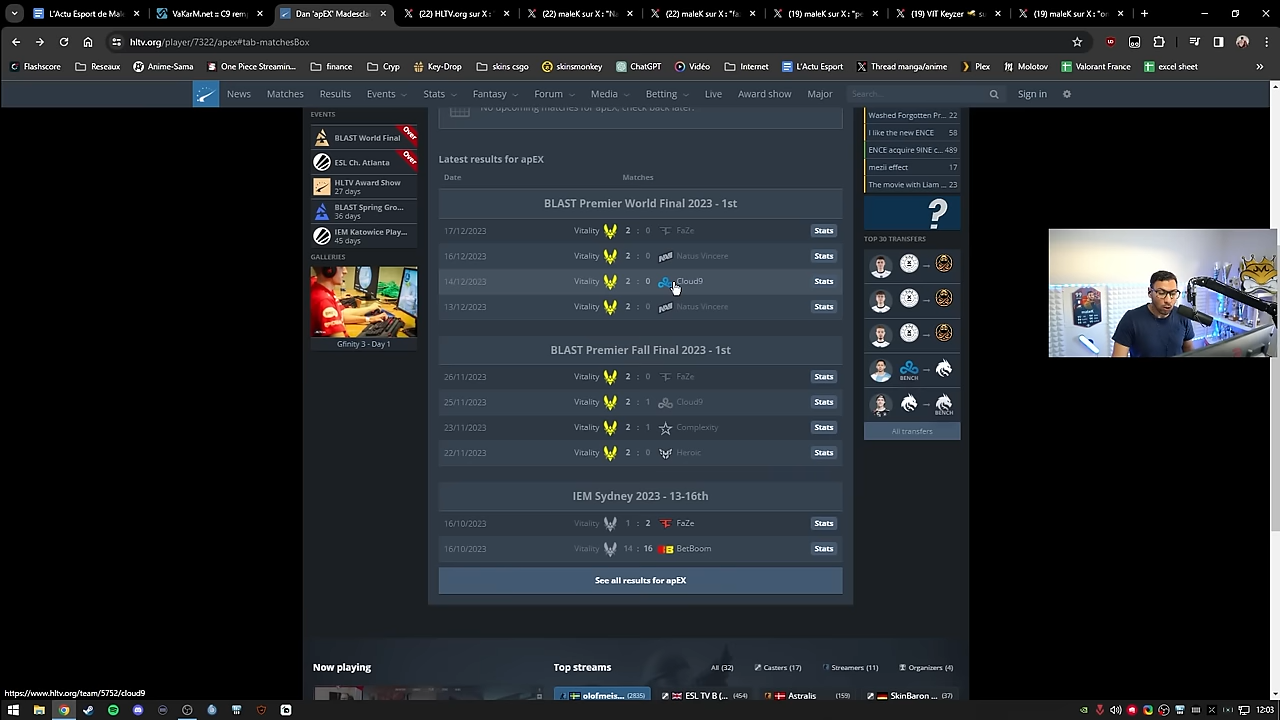 L'Actu Esport de Mal
VaKarM.net :: C9 remp
Dan 'apEX' Madesclai
(22) HLTV.org sur X :
(22) maleK sur X : "Na
(22) maleK sur X : "fa
(19) maleK sur X : "pe
(19) VIT Keyzer
sur
(19) maleK sur X : "or
hltv.org/player/7322/apex#tab-matchesBox
Flashscore
Reseaux
Anime-Sama
One Piece Streamin...
finance
Cryp
Key-Drop
skins csgo
skinsmonkey
ChatGPT
Vidéo
Internet
L'Actu Esport
Thread manga/anime
Plex
Molotov
Valorant France
excel sheet
News
Matches
Results
Events
Stats
Fantasy
Forum
Media
Betting
Live
Award show
Major
Search...
Sign in
EVENTS
BLAST World Final
Over
ESL Ch. Atlanta
Over
HLTV Award Show
27 days
BLAST Spring Gro...
36 days
IEM Katowice Play...
45 days
GALLERIES
Gfinity 3 - Day 1
No upcoming matches for apEX, check back later.
Latest results for apEX
Date Matches
BLAST Premier World Final 2023 - 1st
17/12/2023 Vitality 2 : 0 FaZe Stats
16/12/2023 Vitality 2 : 0 Natus Vincere Stats
14/12/2023 Vitality 2 : 0 Cloud9 Stats
13/12/2023 Vitality 2 : 0 Natus Vincere Stats
BLAST Premier Fall Final 2023 - 1st
26/11/2023 Vitality 2 : 0 FaZe Stats
25/11/2023 Vitality 2 : 1 Cloud9 Stats
23/11/2023 Vitality 2 : 1 Complexity Stats
22/11/2023 Vitality 2 : 0 Heroic Stats
IEM Sydney 2023 - 13-16th
16/10/2023 Vitality 1 : 2 FaZe Stats
16/10/2023 Vitality 14 : 16 BetBoom Stats
See all results for apEX
Washed Forgotten Pr... 22
I like the new ENCE 58
ENCE acquire 9INE c... 489
mezii effect 17
The movie with Liam ... 23
?
TOP 30 TRANSFERS
BENCH
BENCH
All transfers
Now playing
Top streams
All (32)
Casters (17)
Streamers (11)
Organizers (4)
olofmeis... (2835)
ESL TV B (... (454)
Astralis (159)
SkinBaron ... (37)
https://www.hltv.org/team/5752/cloud9
12:03